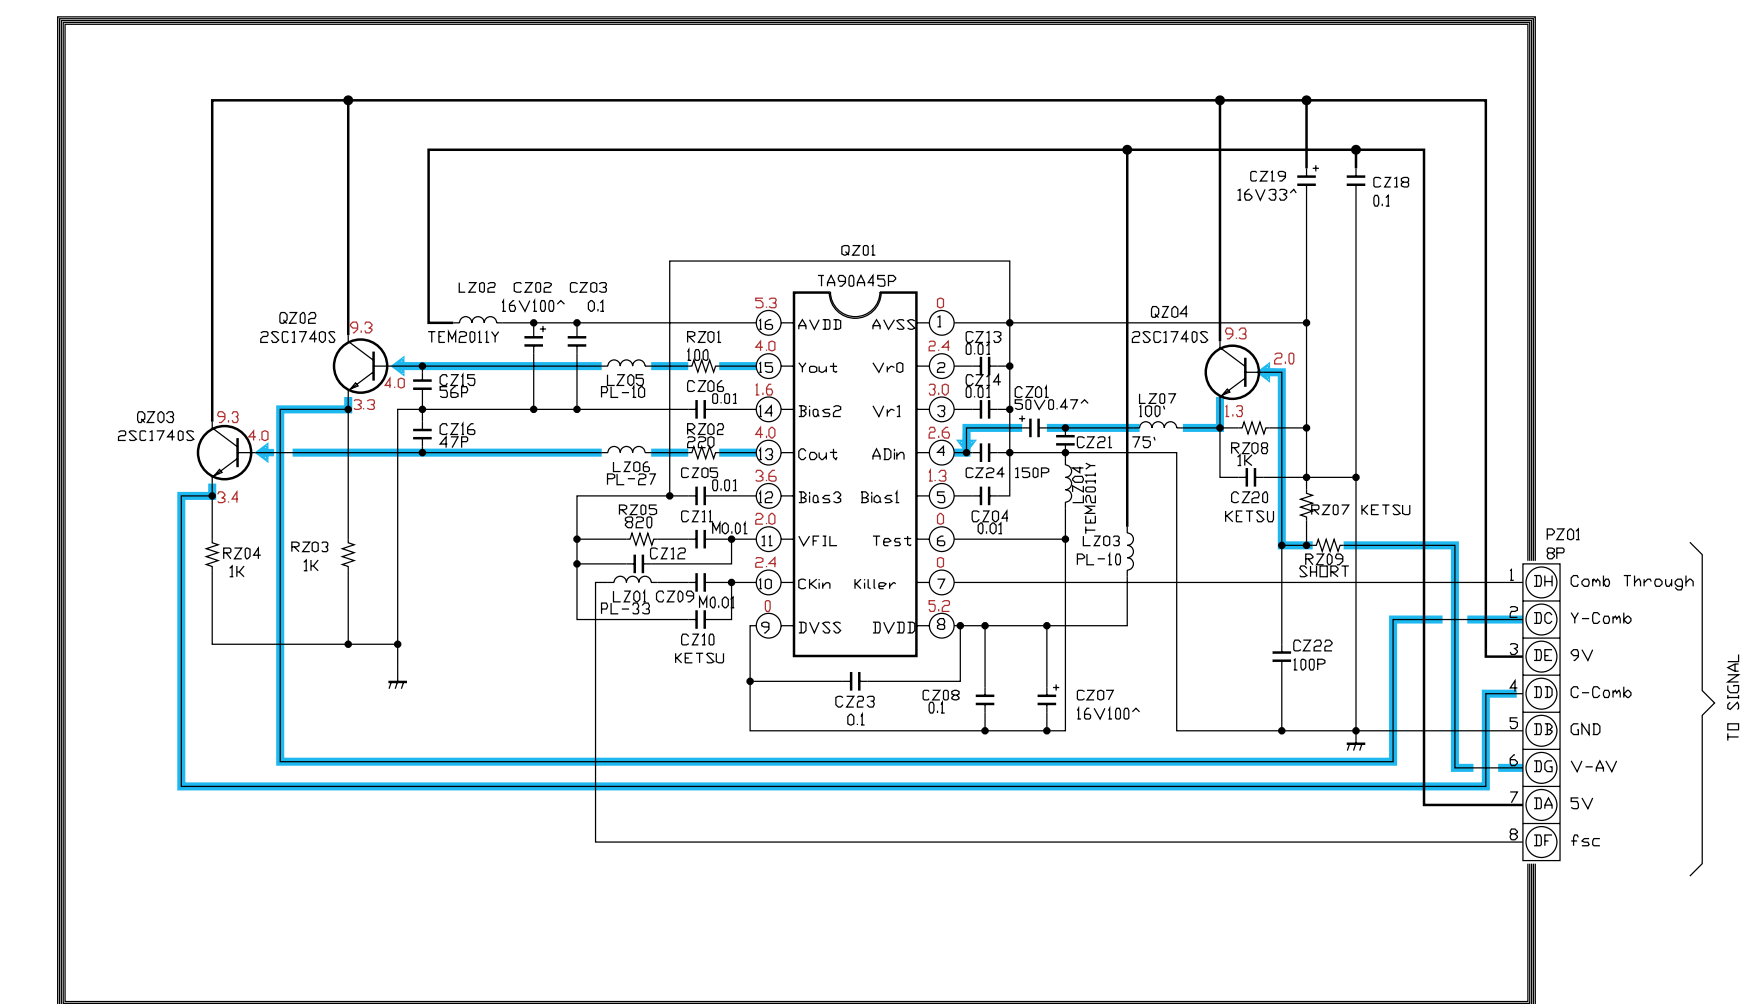 CZ19
16V33^
+
CZ18
0.1
QZ01
TA90A45P
LZ02 CZ02 CZ03
16V100^ 0.1
+
TEM2011Y
QZ02
2SC1740S
9.3
4.0
3.3
QZ03
2SC1740S
9.3
4.0
3.4
QZ04
2SC1740S
9.3
2.0
1.3
5.3
16 AVDD
4.0
15 Yout
1.6
14 Bias2
4.0
13 Cout
3.6
12 Bias3
2.0
11 VFIL
2.4
10 CKin
0
9 DVSS
0
AVSS 1
2.4
Vr0 2
3.0
Vr1 3
2.6
ADin 4
1.3
Bias1 5
0
Test 6
0
Killer 7
5.2
DVDD 8
RZ01
100
LZ05
PL-10
CZ15
56P
CZ06
0.01
CZ16
47P
RZ02
220
LZ06
PL-27
CZ05
0.01
RZ05
820
CZ11
M0.01
CZ12
LZ01
PL-33
CZ09
M0.01
CZ10
KETSU
RZ04
1K
RZ03
1K
CZ13
0.01
CZ14
0.01
CZ01
50V0.47^
+
CZ21
CZ24
150P
CZ04
0.01
LZ04
TEM2011Y
LZ07
100'
75'
LZ03
PL-10
RZ08
1K
CZ20
KETSU
RZ07 KETSU
RZ09
SHORT
CZ22
100P
CZ23
0.1
CZ08
0.1
+
CZ07
16V100^
PZ01
8P
1 DH Comb Through
2 DC Y-Comb
3 DE 9V
4 DD C-Comb
5 DB GND
6 DG V-AV
7 DA 5V
8 DF fsc
TO SIGNAL